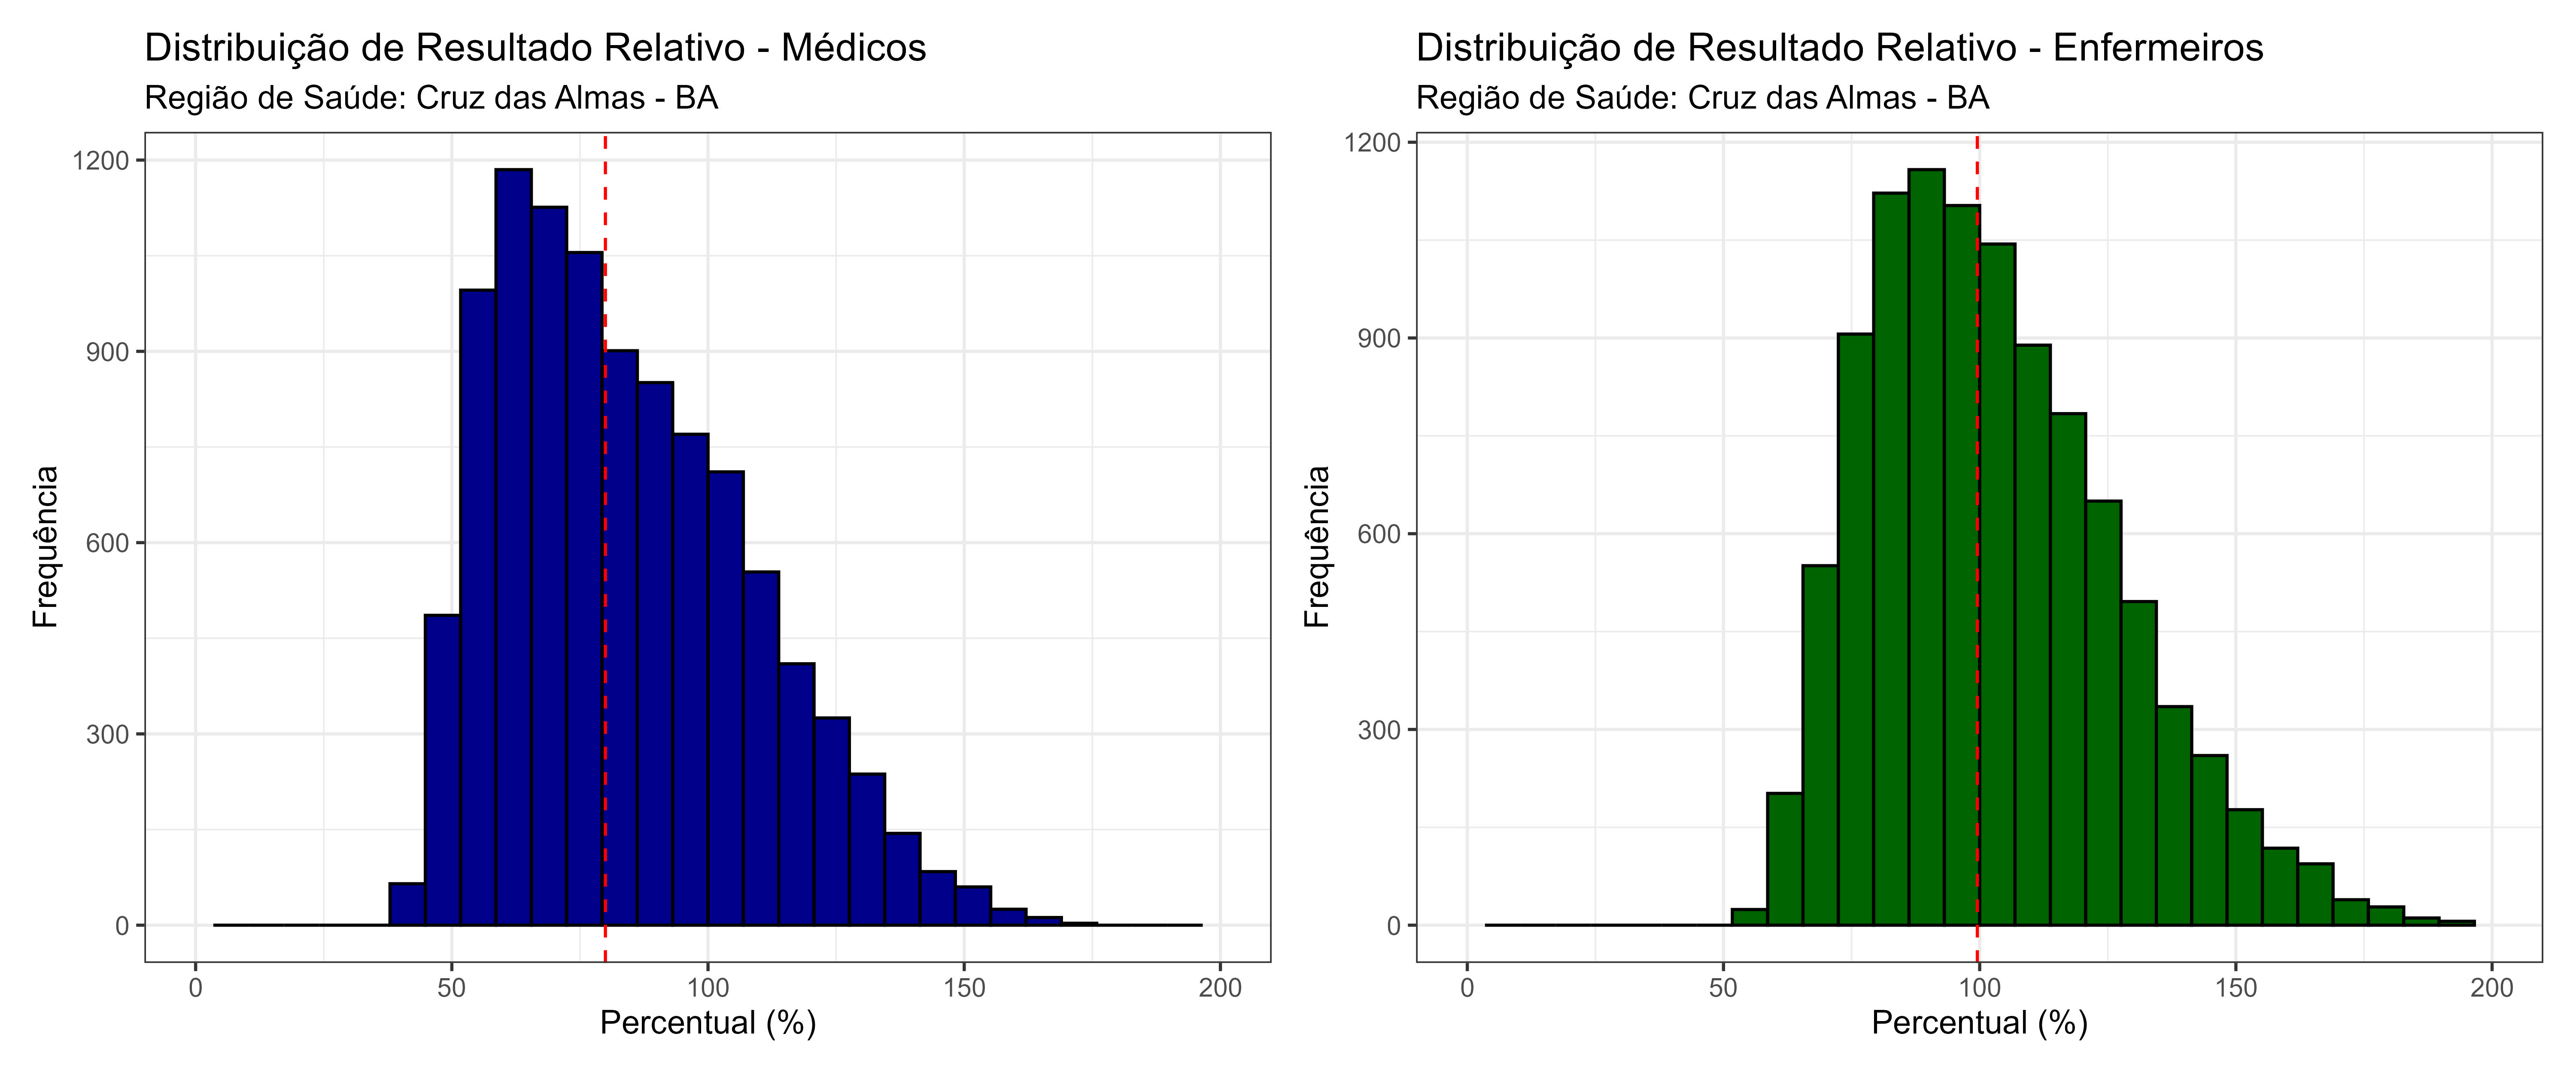 Distribuição de Resultado Relativo - Médicos
Região de Saúde: Cruz das Almas - BA
1200
900
600
300
0
Frequência
0 50 100 150 200
Percentual (%)
Distribuição de Resultado Relativo - Enfermeiros
Região de Saúde: Cruz das Almas - BA
1200
900
600
300
0
Frequência
0 50 100 150 200
Percentual (%)